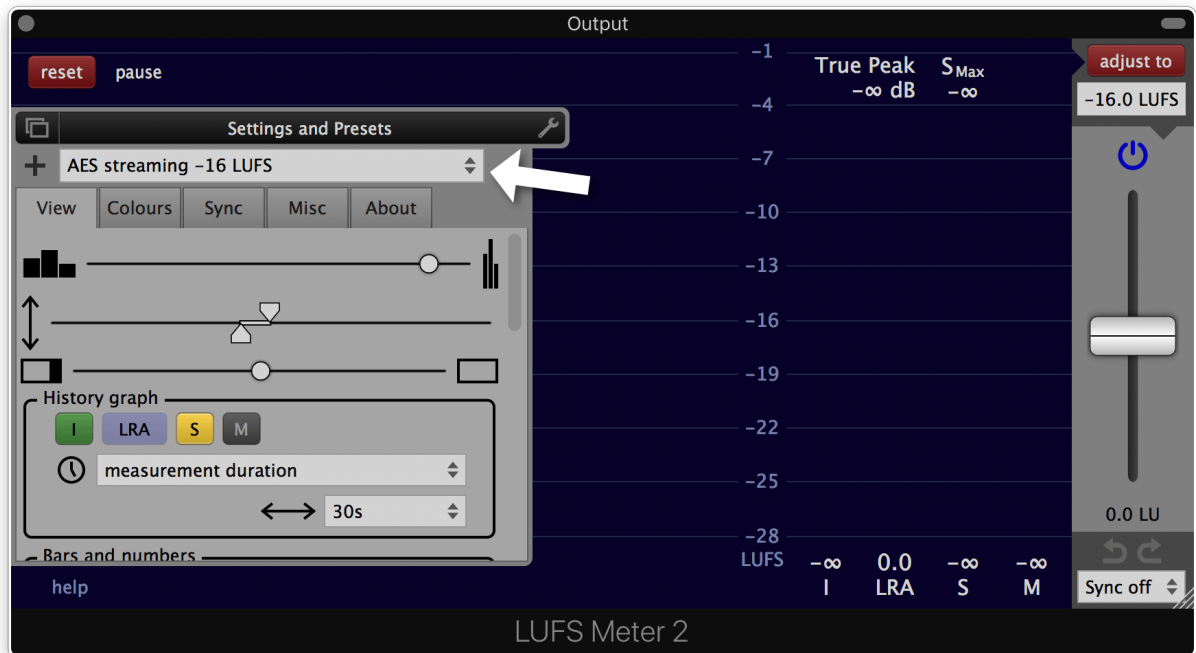 Output
reset pause
True Peak SMax
−∞ dB −∞
adjust to
−16.0 LUFS
Settings and Presets
AES streaming −16 LUFS
View Colours Sync Misc About
History graph
I LRA S M
measurement duration
30s
Bars and numbers
help
−1
−4
−7
−10
−13
−16
−19
−22
−25
−28
LUFS
−∞ 0.0 −∞ −∞
I LRA S M
0.0 LU
Sync off
LUFS Meter 2